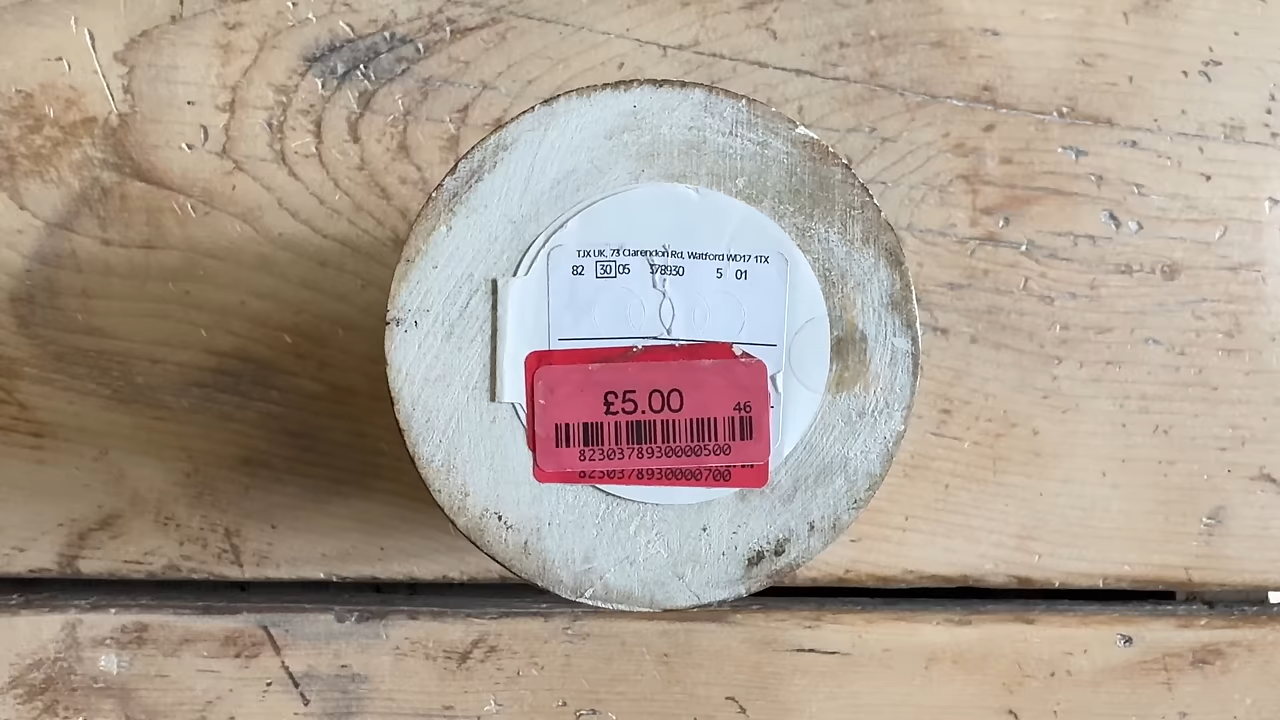 TJX UK, 73 Clarendon Rd, Watford WD17 1TX
82 30 05 378930 5 01
£5.00
46
8230378930000500
8230378930000700